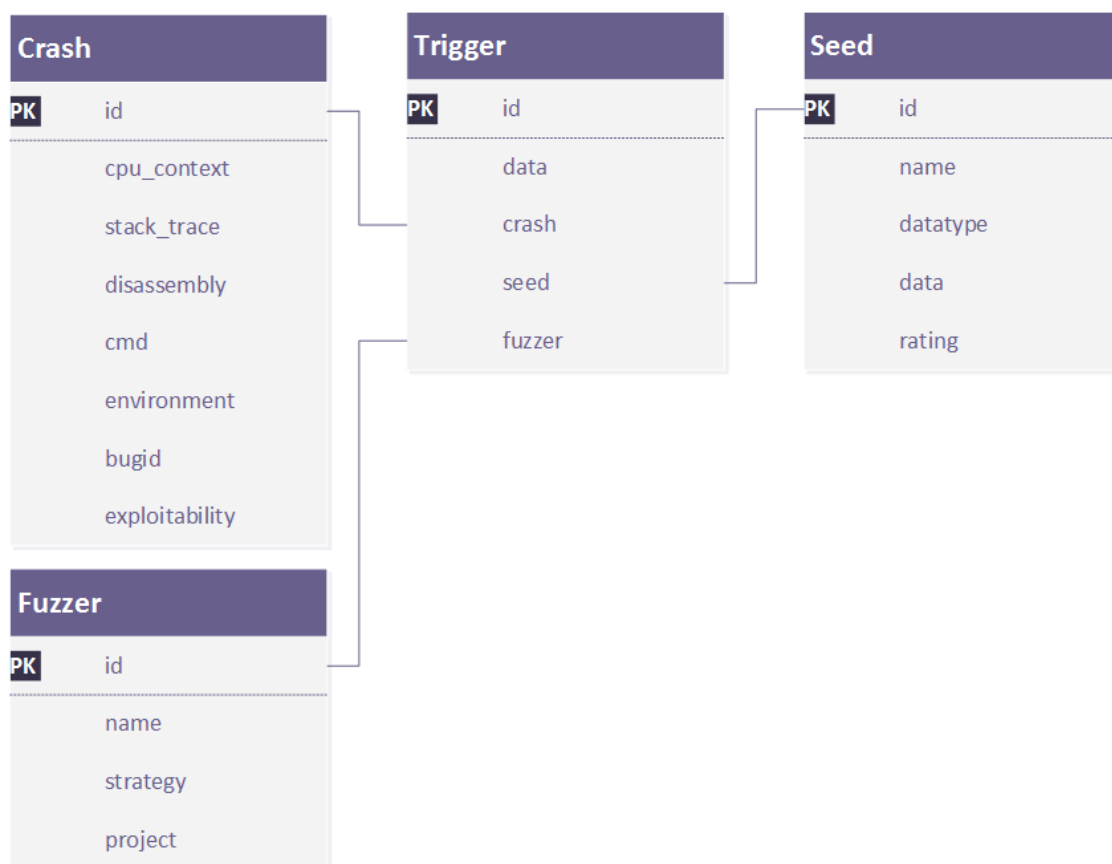 Crash
PK id
cpu_context
stack_trace
disassembly
cmd
environment
bugid
exploitability
Trigger
PK id
data
crash
seed
fuzzer
Seed
PK id
name
datatype
data
rating
Fuzzer
PK id
name
strategy
project